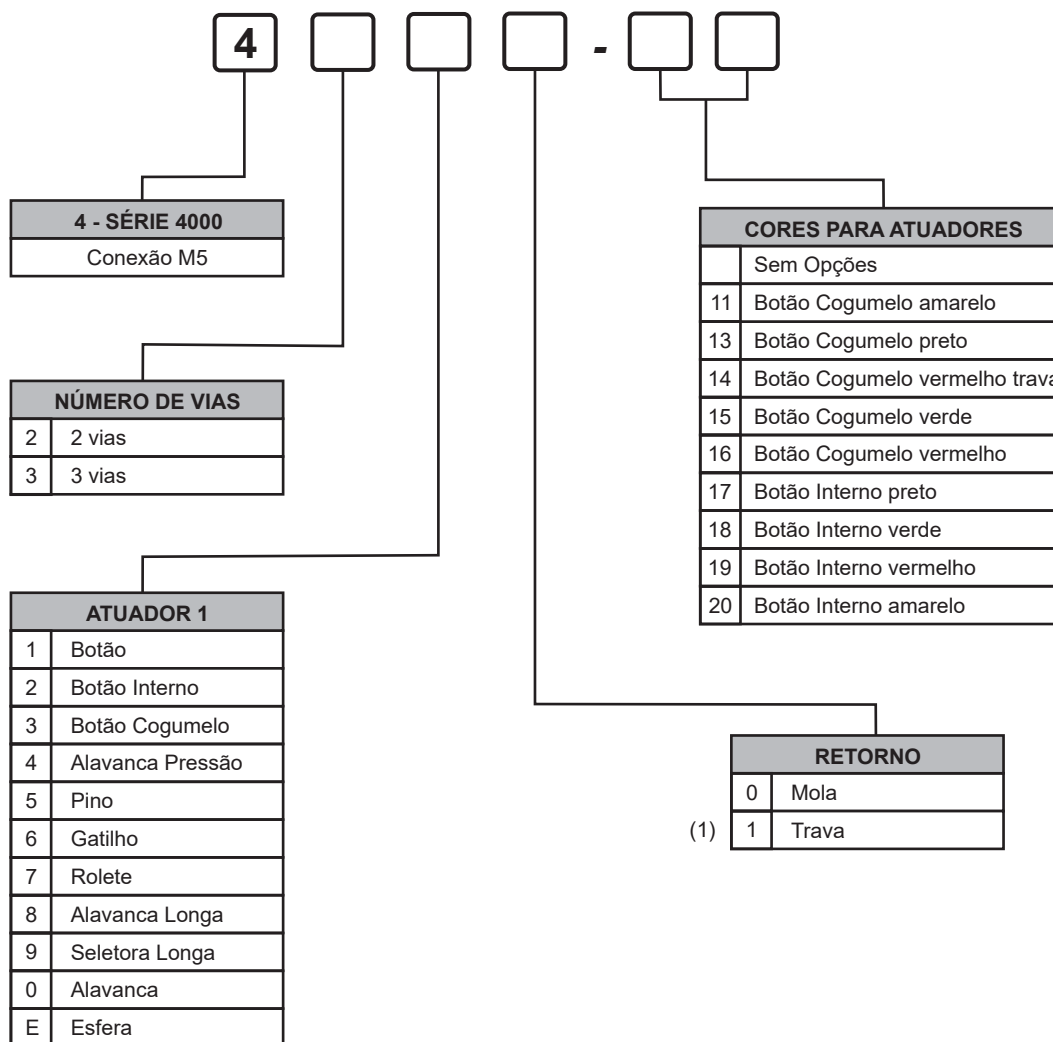 4 -
4 - SÉRIE 4000
Conexão M5
NÚMERO DE VIAS
2 2 vias
3 3 vias
ATUADOR 1
1 Botão
2 Botão Interno
3 Botão Cogumelo
4 Alavanca Pressão
5 Pino
6 Gatilho
7 Rolete
8 Alavanca Longa
9 Seletora Longa
0 Alavanca
E Esfera
CORES PARA ATUADORES
Sem Opções
11 Botão Cogumelo amarelo
13 Botão Cogumelo preto
14 Botão Cogumelo vermelho trava
15 Botão Cogumelo verde
16 Botão Cogumelo vermelho
17 Botão Interno preto
18 Botão Interno verde
19 Botão Interno vermelho
20 Botão Interno amarelo
RETORNO
0 Mola
(1) 1 Trava